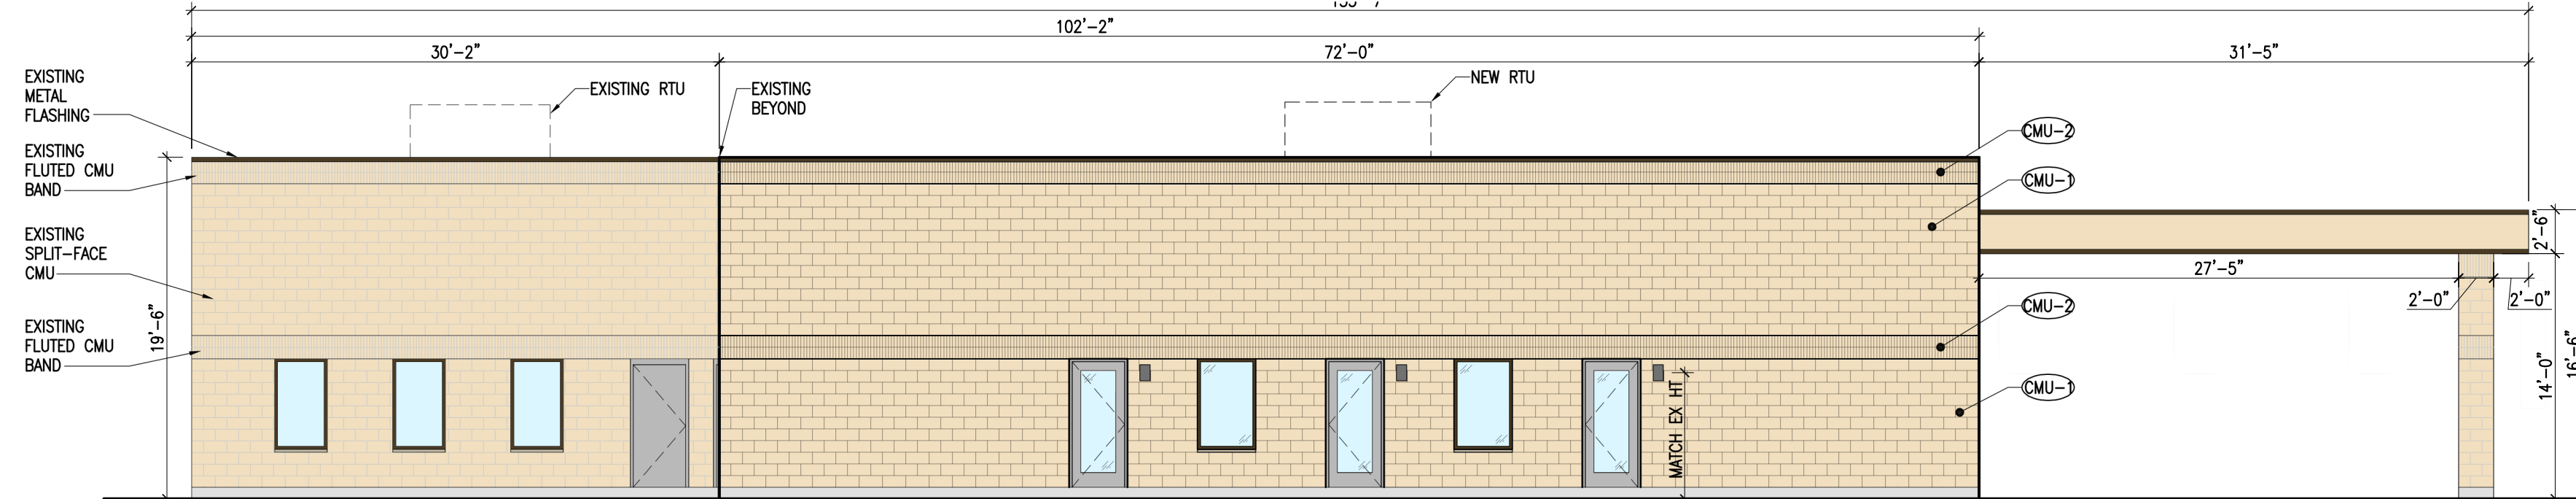 102'-2"
30'-2"
72'-0"
31'-5"
EXISTING
METAL
FLASHING
EXISTING RTU
EXISTING
BEYOND
NEW RTU
CMU-2
EXISTING
FLUTED CMU
BAND
CMU-1
EXISTING
SPLIT-FACE
CMU
2'-6"
27'-5"
2'-0"
2'-0"
CMU-2
EXISTING
FLUTED CMU
BAND
19'-6"
CMU-1
MATCH EX HT
14'-0"
16'-6"